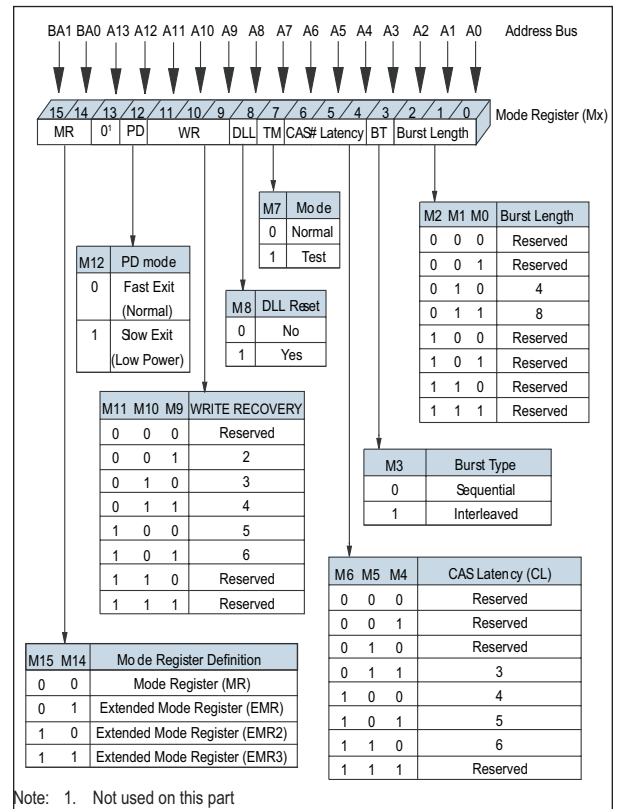 BA1 BA0 A13 A12 A11 A10 A9 A8 A7 A6 A5 A4 A3 A2 A1 A0 Address Bus
15 14 13 12 11 10 9 8 7 6 5 4 3 2 1 0 Mode Register (Mx)
MR 0¹ PD WR DLL TM CAS# Latency BT Burst Length
M7 Mode
0 Normal
1 Test
M2 M1 M0 Burst Length
0 0 0 Reserved
0 0 1 Reserved
0 1 0 4
0 1 1 8
1 0 0 Reserved
1 0 1 Reserved
1 1 0 Reserved
1 1 1 Reserved
M12 PD mode
0 Fast Exit
(Normal)
1 Slow Exit
(Low Power)
M8 DLL Reset
0 No
1 Yes
M11 M10 M9 WRITE RECOVERY
0 0 0 Reserved
0 0 1 2
0 1 0 3
0 1 1 4
1 0 0 5
1 0 1 6
1 1 0 Reserved
1 1 1 Reserved
M3 Burst Type
0 Sequential
1 Interleaved
M6 M5 M4 CAS Latency (CL)
0 0 0 Reserved
0 0 1 Reserved
0 1 0 Reserved
0 1 1 3
1 0 0 4
1 0 1 5
1 1 0 6
1 1 1 Reserved
M15 M14 Mode Register Definition
0 0 Mode Register (MR)
0 1 Extended Mode Register (EMR)
1 0 Extended Mode Register (EMR2)
1 1 Extended Mode Register (EMR3)
Note: 1. Not used on this part